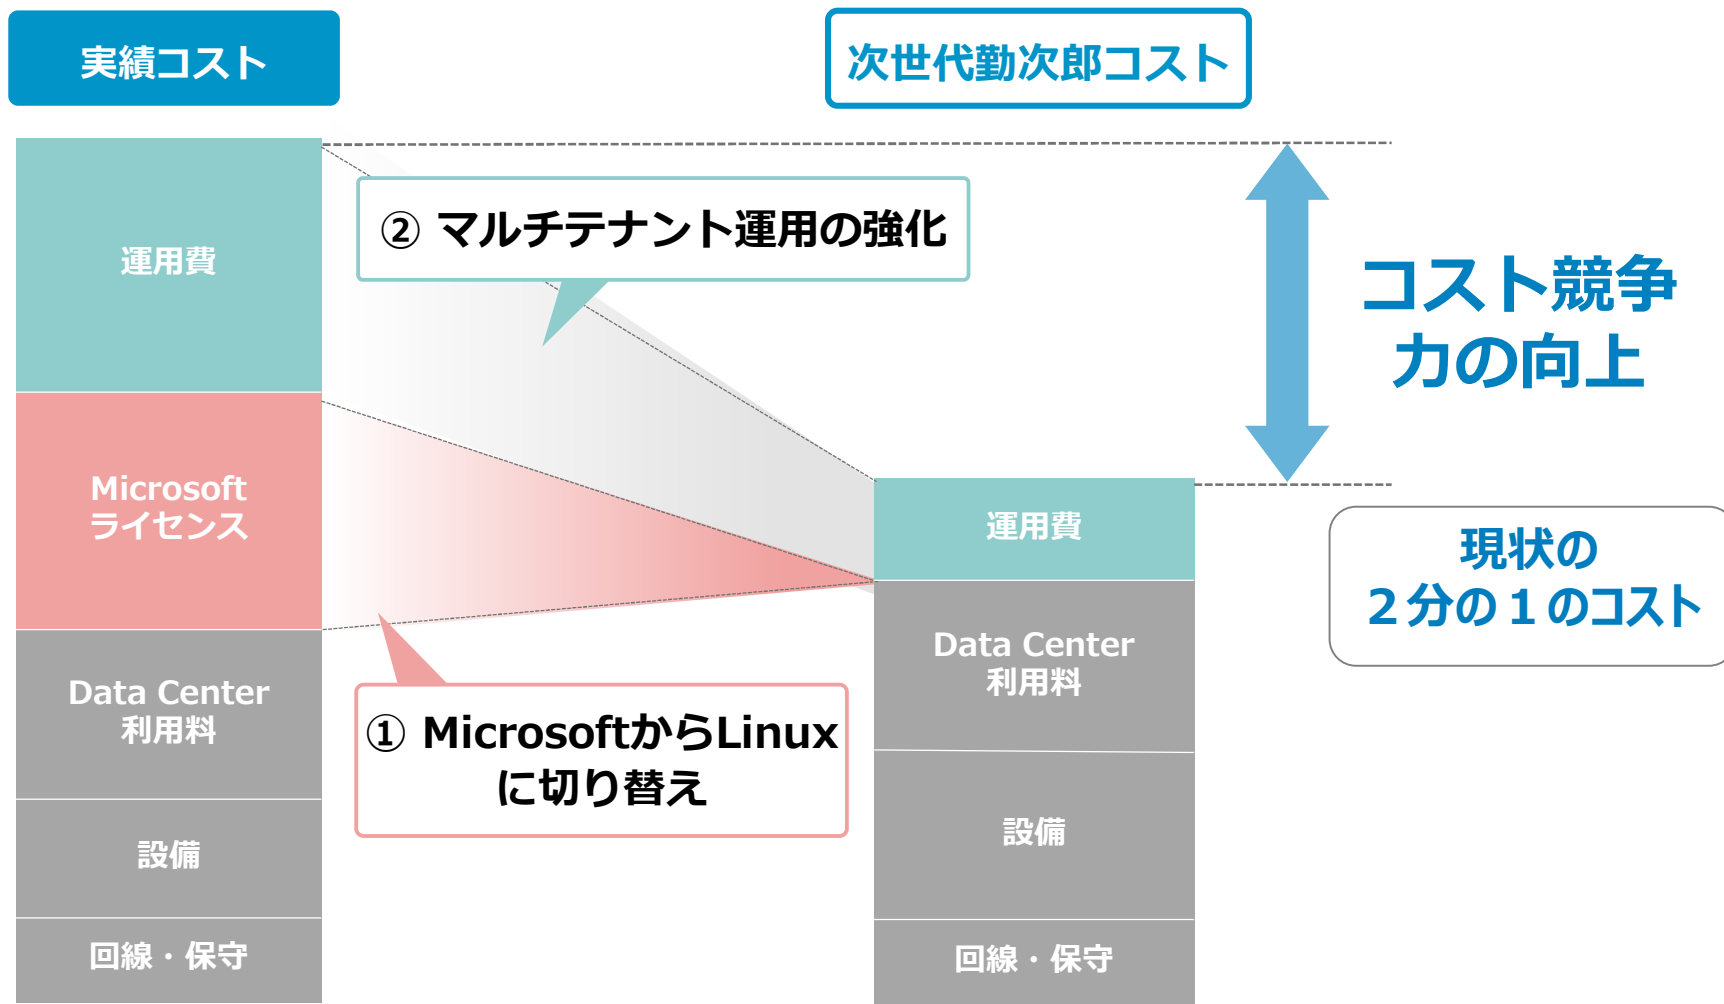 実績コスト
次世代勤次郎コスト
運用費
Microsoft
ライセンス
Data Center
利用料
設備
回線・保守
② マルチテナント運用の強化
① MicrosoftからLinux
に切り替え
運用費
Data Center
利用料
設備
回線・保守
コスト競争
力の向上
現状の
２分の１のコスト